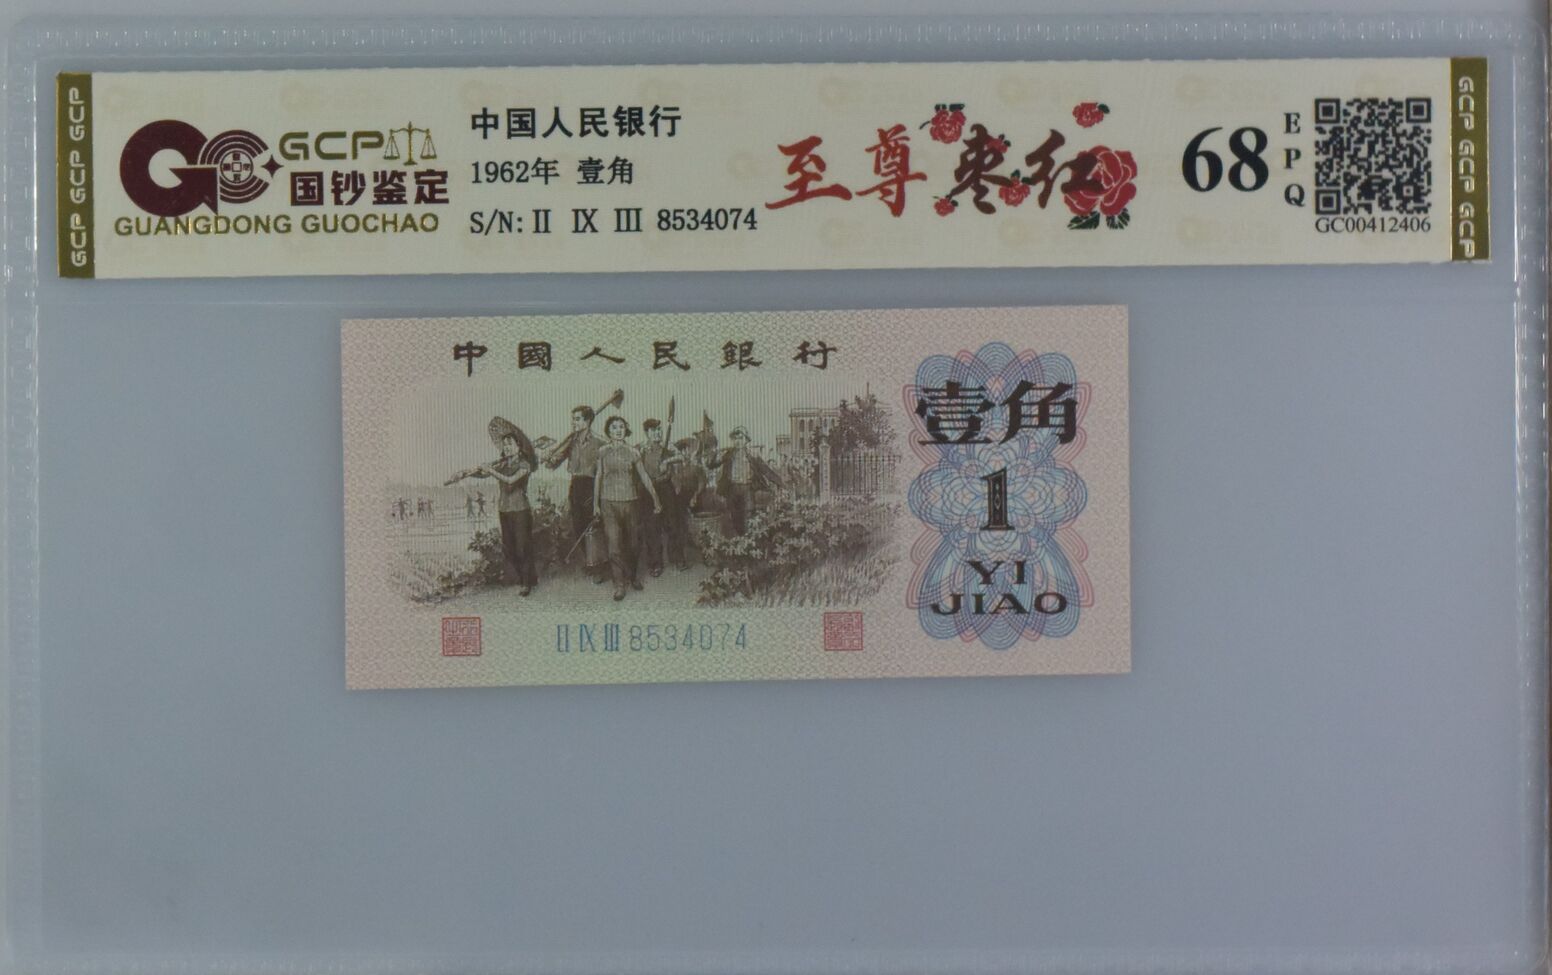 GCP GCP GCP
GCP
国钞鉴定
GUANGDONG GUOCHAO
中国人民银行
1962年 壹角
S/N: II IX III 8534074
至尊枣红
68
EPQ
GC00412406
GCP GCP GCP
中國人民銀行
壹角
1
YI
JIAO
II IX III 8534074